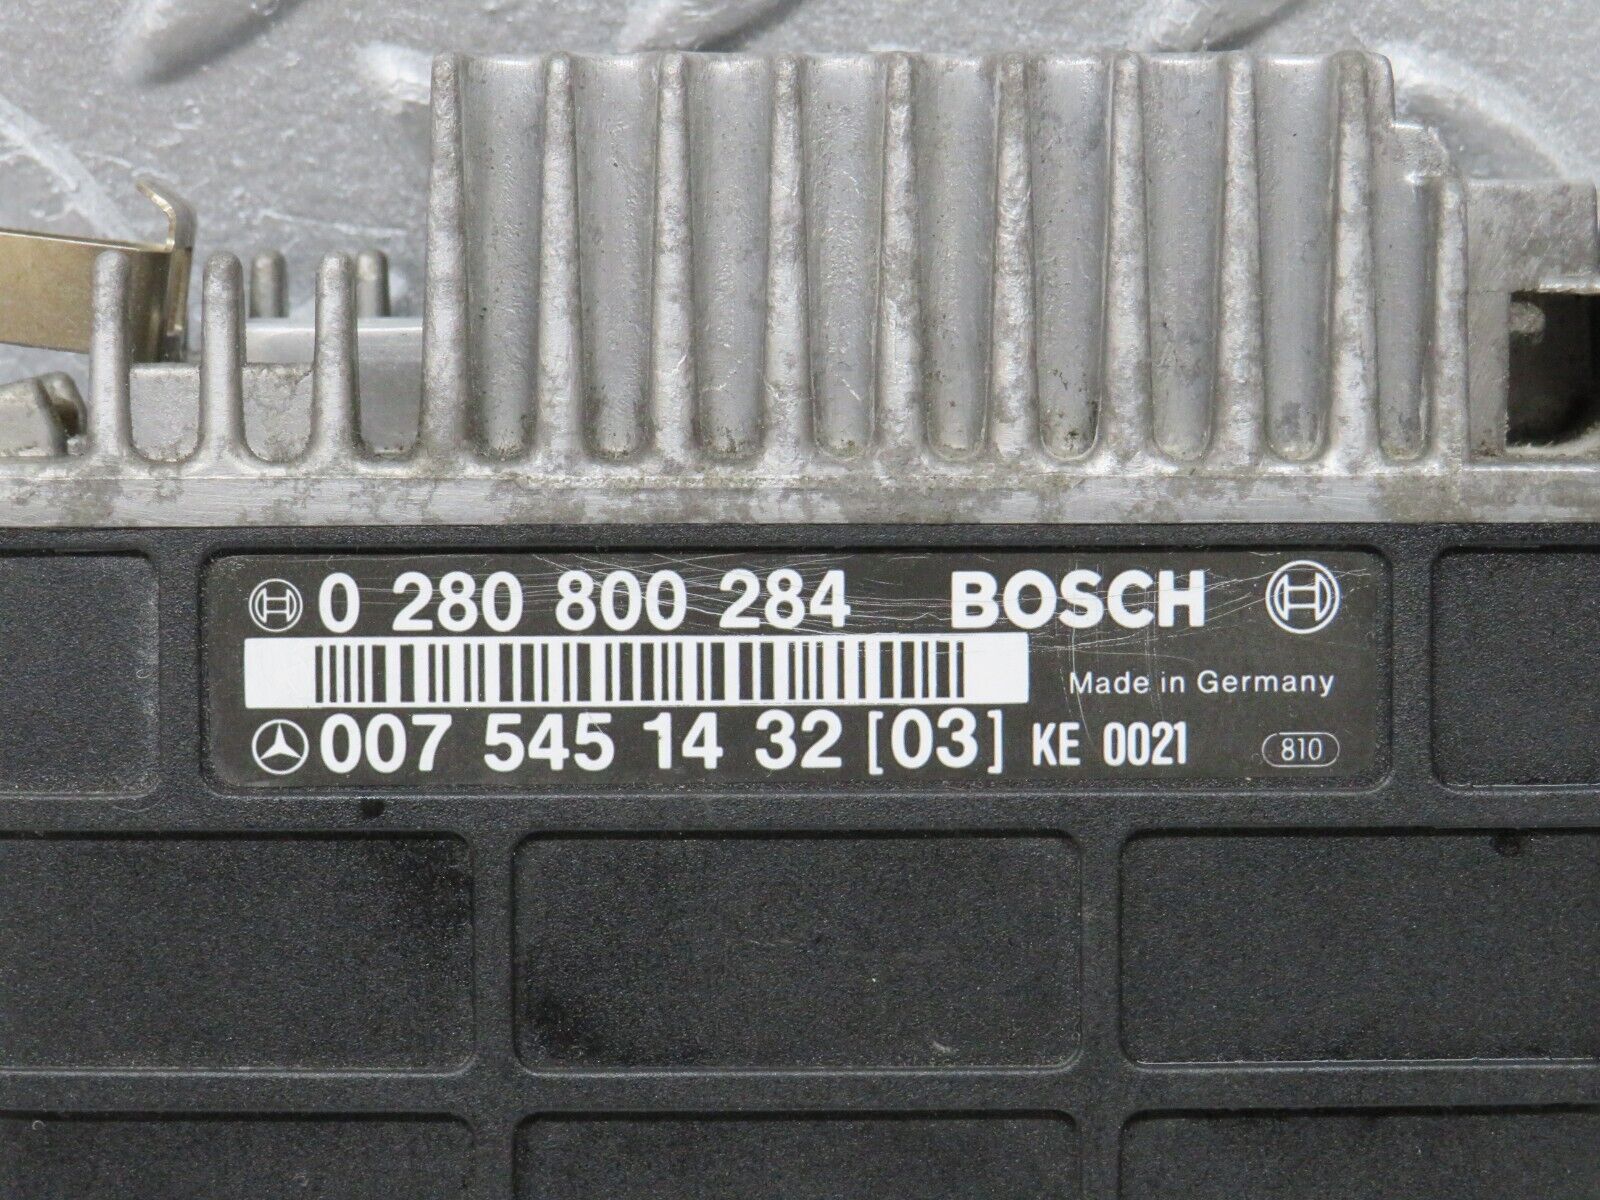 0 280 800 284 BOSCH
Made in Germany
007 545 14 32 [03] KE 0021 810